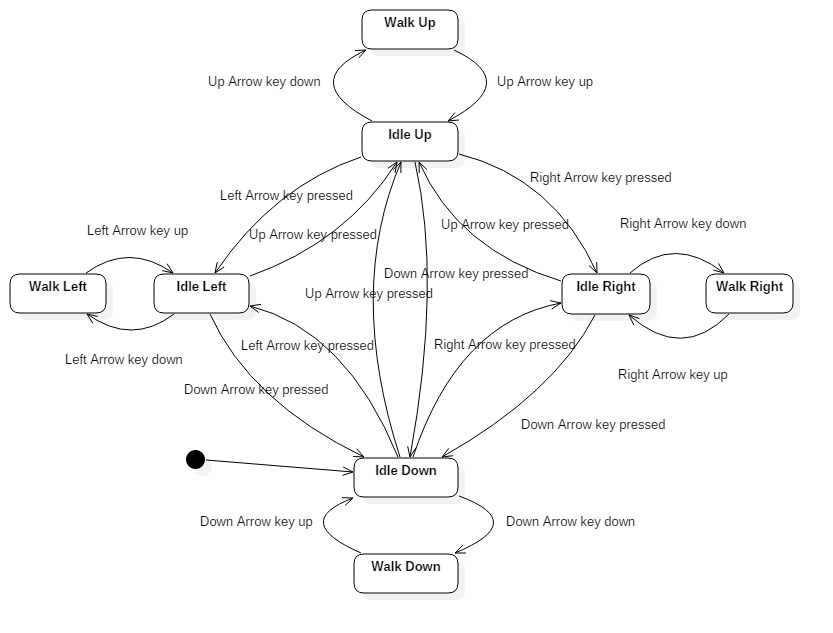 Walk Up
Up Arrow key down
Up Arrow key up
Idle Up
Right Arrow key pressed
Left Arrow key pressed
Up Arrow key pressed
Right Arrow key down
Left Arrow key up
Up Arrow key pressed
Down Arrow key pressed
Walk Left
Idle Left
Idle Right
Walk Right
Up Arrow key pressed
Left Arrow key pressed
Right Arrow key pressed
Left Arrow key down
Right Arrow key up
Down Arrow key pressed
Down Arrow key pressed
Idle Down
Down Arrow key up
Down Arrow key down
Walk Down